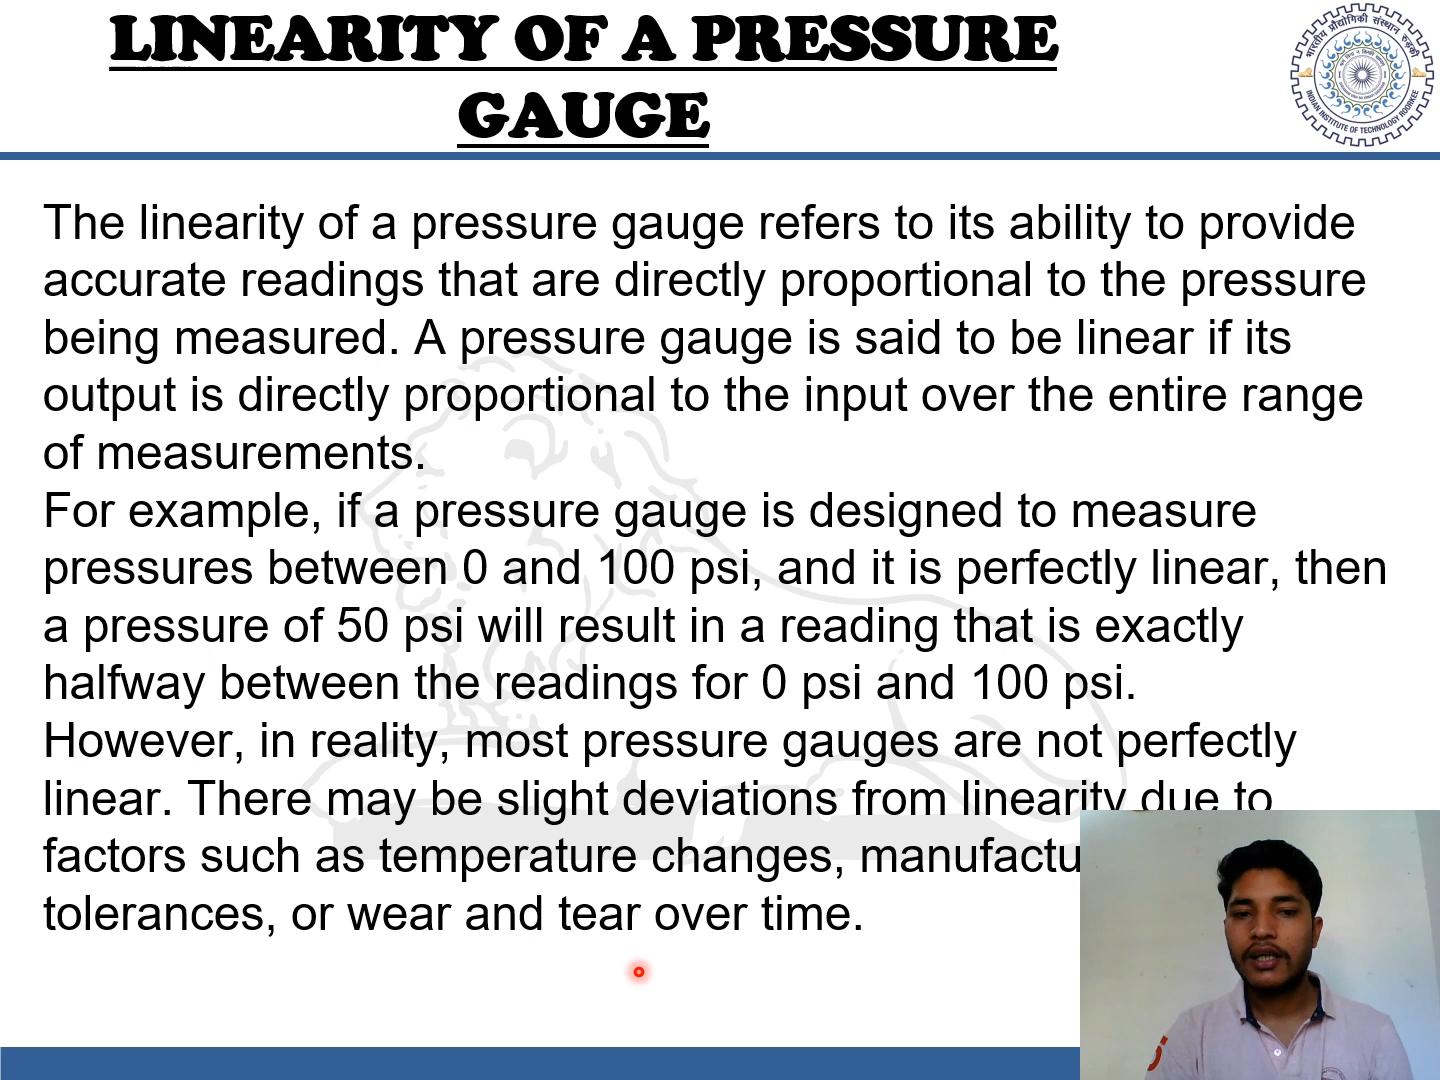 LINEARITY OF A PRESSURE
GAUGE
भारतीय प्रौद्योगिकी संस्थान रुड़की
INDIAN INSTITUTE OF TECHNOLOGY ROORKEE
The linearity of a pressure gauge refers to its ability to provide
accurate readings that are directly proportional to the pressure
being measured. A pressure gauge is said to be linear if its
output is directly proportional to the input over the entire range
of measurements.
For example, if a pressure gauge is designed to measure
pressures between 0 and 100 psi, and it is perfectly linear, then
a pressure of 50 psi will result in a reading that is exactly
halfway between the readings for 0 psi and 100 psi.
However, in reality, most pressure gauges are not perfectly
linear. There may be slight deviations from linearity due to
factors such as temperature changes, manufactu
tolerances, or wear and tear over time.